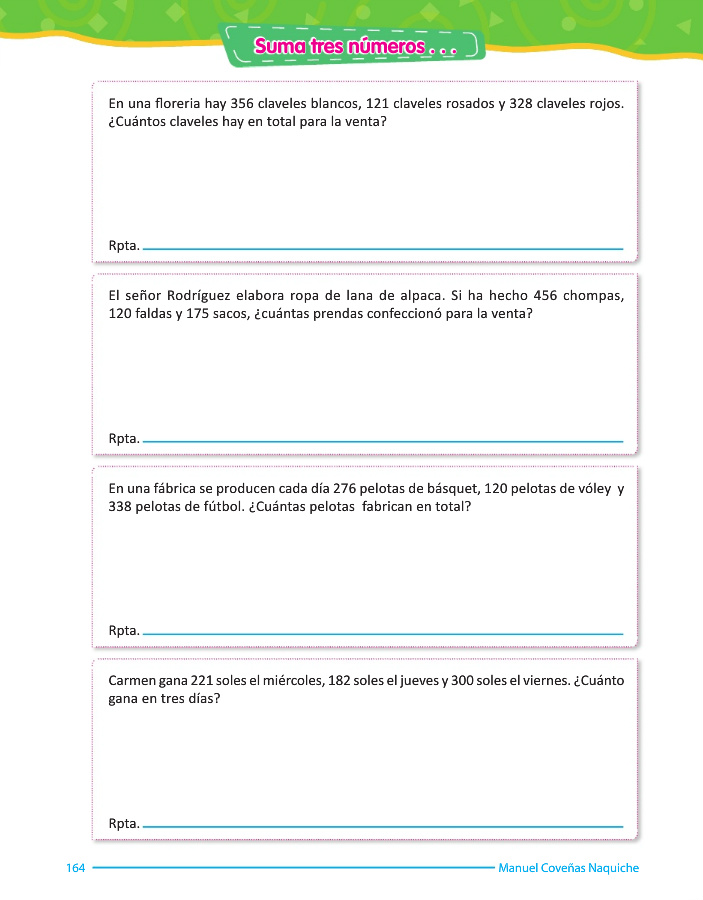 Suma tres números . . .
En una floreria hay 356 claveles blancos, 121 claveles rosados y 328 claveles rojos.
¿Cuántos claveles hay en total para la venta?
Rpta.
El señor Rodríguez elabora ropa de lana de alpaca. Si ha hecho 456 chompas,
120 faldas y 175 sacos, ¿cuántas prendas confeccionó para la venta?
Rpta.
En una fábrica se producen cada día 276 pelotas de básquet, 120 pelotas de vóley y
338 pelotas de fútbol. ¿Cuántas pelotas fabrican en total?
Rpta.
Carmen gana 221 soles el miércoles, 182 soles el jueves y 300 soles el viernes. ¿Cuánto
gana en tres días?
Rpta.
164
Manuel Coveñas Naquiche